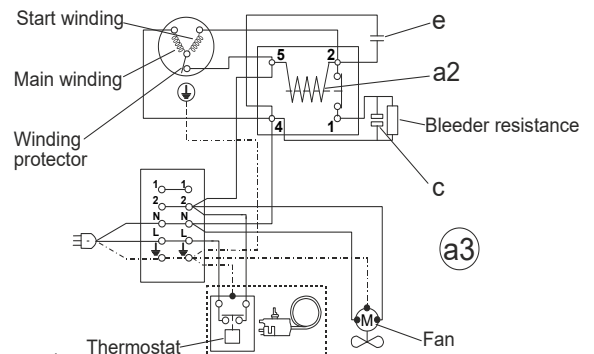 Start winding
e
5 2
a2
Main winding
4 1
Bleeder resistance
Winding
protector
c
1 1
2 2
N N
L L
a3
M
Fan
Thermostat